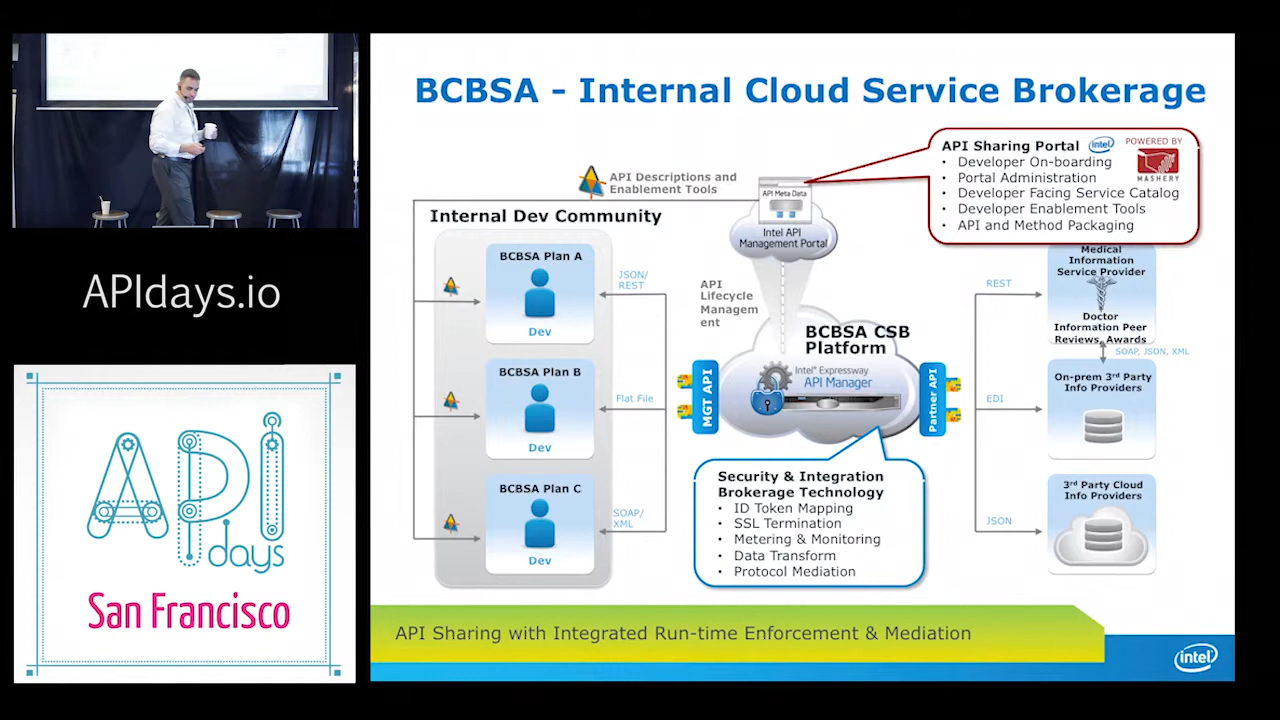 BCBSA - Internal Cloud Service Brokerage
API Sharing Portal
intel
POWERED BY
MASHERY
• Developer On-boarding
• Portal Administration
• Developer Facing Service Catalog
• Developer Enablement Tools
• API and Method Packaging
API Descriptions and
Enablement Tools
API Meta Data
Intel API
Management Portal
Internal Dev Community
BCBSA Plan A
Dev
BCBSA Plan B
Dev
BCBSA Plan C
Dev
JSON/
REST
Flat File
SOAP/
XML
API
Lifecycle
Managem
ent
BCBSA CSB
Platform
Intel® Expressway
API Manager
MGT API
Partner API
Security & Integration
Brokerage Technology
• ID Token Mapping
• SSL Termination
• Metering & Monitoring
• Data Transform
• Protocol Mediation
REST
EDI
JSON
Medical
Information
Service Provider
Doctor
Information Peer
Reviews, Awards
SOAP, JSON, XML
On-prem 3rd Party
Info Providers
3rd Party Cloud
Info Providers
API Sharing with Integrated Run-time Enforcement & Mediation
intel
APIdays.io
API
days
San Francisco